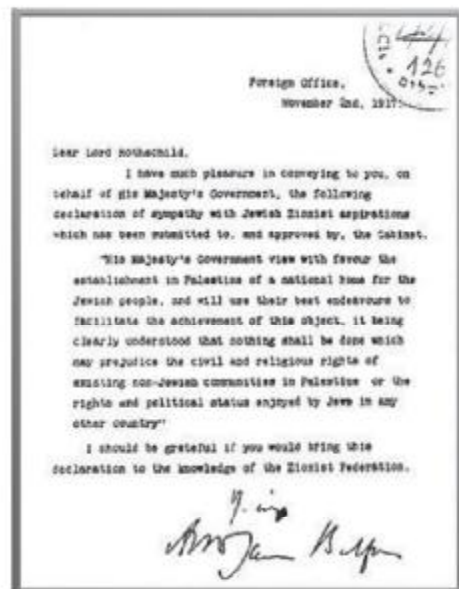 126
Foreign Office,
November 2nd, 1917.
Dear Lord Rothschild,
I have much pleasure in conveying to you, on
behalf of His Majesty's Government, the following
declaration of sympathy with Jewish Zionist aspirations
which has been submitted to, and approved by, the Cabinet.
"His Majesty's Government view with favour the
establishment in Palestine of a national home for the
Jewish people, and will use their best endeavours to
facilitate the achievement of this object, it being
clearly understood that nothing shall be done which
may prejudice the civil and religious rights of
existing non-Jewish communities in Palestine or the
rights and political status enjoyed by Jews in any
other country"
I should be grateful if you would bring this
declaration to the knowledge of the Zionist Federation.